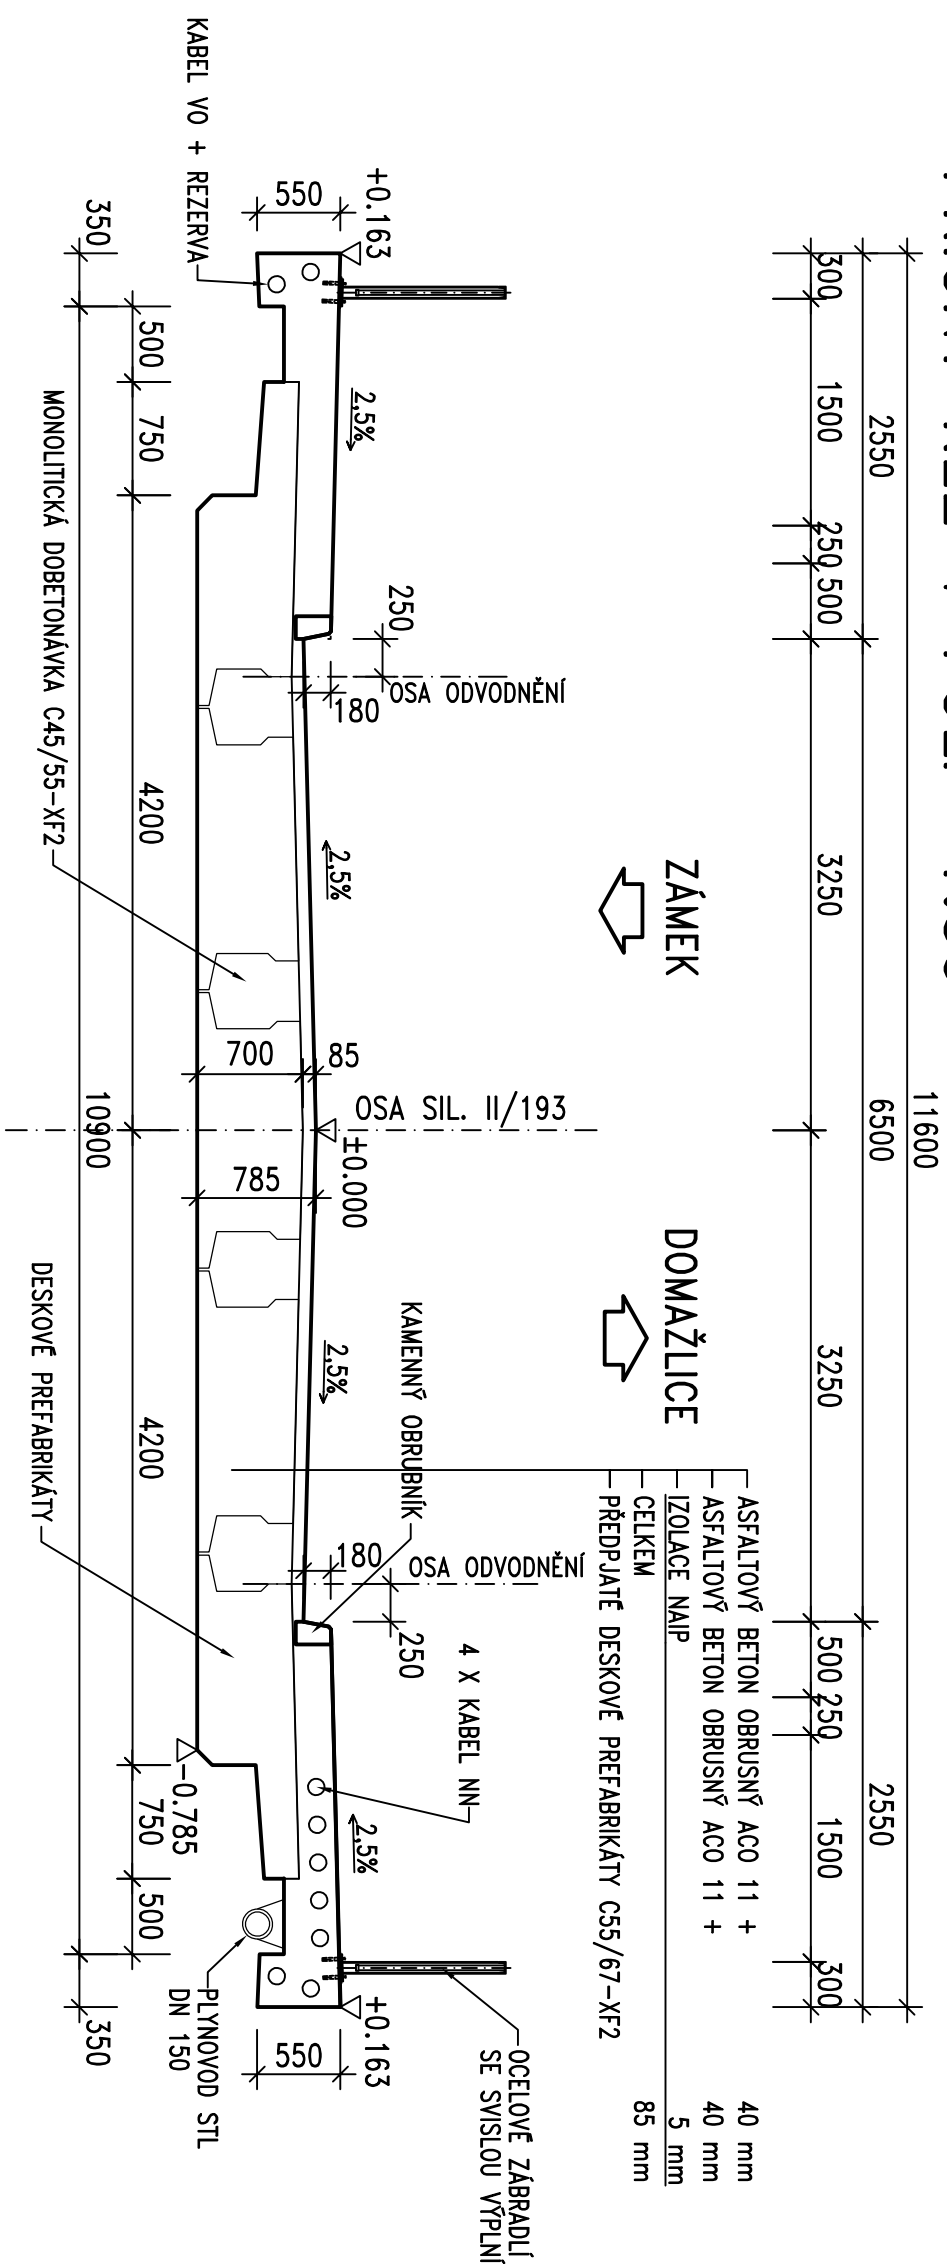 11600
2550
6500
2550
300
1500
250
500
3250
3250
500
250
1500
300
ZÁMEK
DOMAŽLICE
ASFALTOVÝ BETON OBRUSNÝ ACO 11 + 40 mm
ASFALTOVÝ BETON OBRUSNÝ ACO 11 + 40 mm
IZOLACE NAIP 5 mm
CELKEM 85 mm
PŘEDPJATÉ DESKOVÉ PREFABRIKÁTY C55/67-XF2
OSA ODVODNĚNÍ
OSA SIL. II/193
OSA ODVODNĚNÍ
OCELOVÉ ZÁBRADLÍ
SE SVISLOU VÝPLNÍ
4 X KABEL NN
KAMENNÝ OBRUBNÍK
250
250
+0.163
2,5%
180
2,5%
85
±0.000
2,5%
180
2,5%
+0.163
550
700
785
550
KABEL VO + REZERVA
-0.785
PLYNOVOD STL
DN 150
500
750
4200
4200
750
500
350
10900
350
MONOLITICKÁ DOBETONÁVKA C45/55-XF2
DESKOVÉ PREFABRIKÁTY